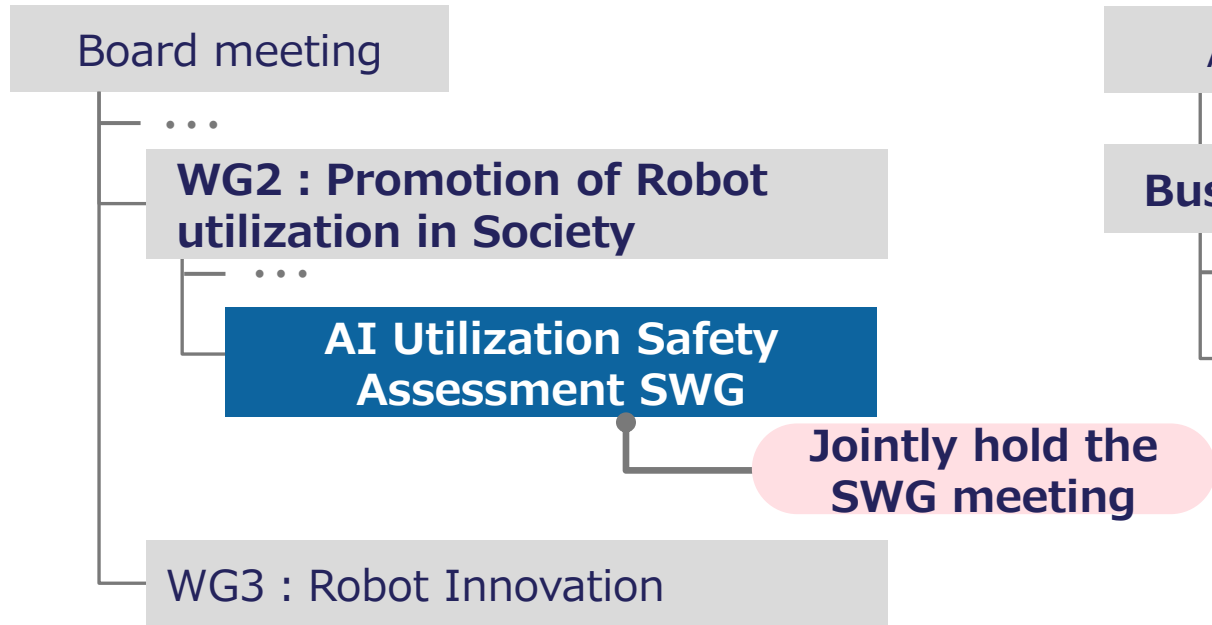 Board meeting
...
WG2 : Promotion of Robot
utilization in Society
...
AI Utilization Safety
Assessment SWG
Jointly hold the
SWG meeting
WG3 : Robot Innovation